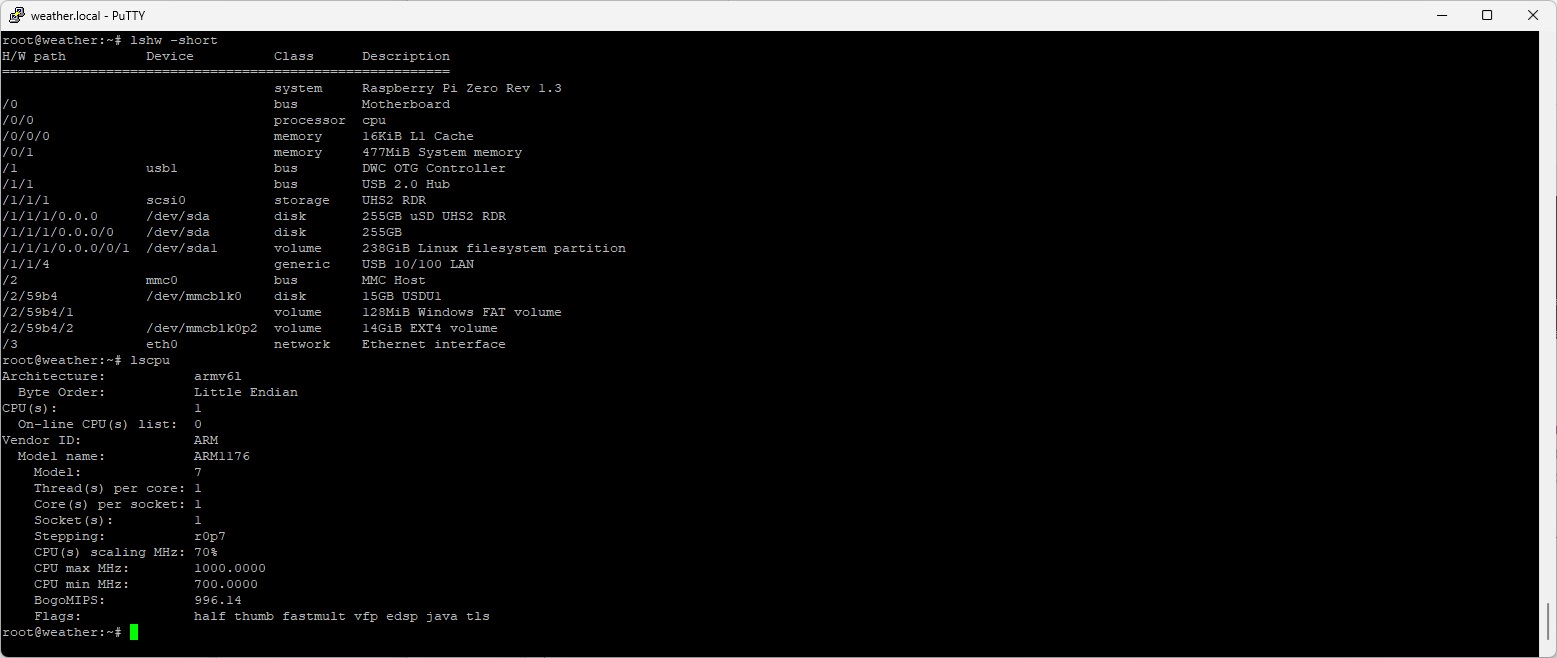 weather.local - PuTTY
root@weather:~# lshw -short
H/W path          Device          Class      Description
========================================================
                                  system     Raspberry Pi Zero Rev 1.3
/0                                bus        Motherboard
/0/0                              processor  cpu
/0/0/0                            memory     16KiB L1 Cache
/0/1                              memory     477MiB System memory
/1                usb1            bus        DWC OTG Controller
/1/1                              bus        USB 2.0 Hub
/1/1/1            scsi0           storage    UHS2 RDR
/1/1/1/0.0.0      /dev/sda        disk       255GB uSD UHS2 RDR
/1/1/1/0.0.0/0    /dev/sda        disk       255GB
/1/1/1/0.0.0/0/1  /dev/sda1       volume     238GiB Linux filesystem partition
/1/1/4                            generic    USB 10/100 LAN
/2                mmc0            bus        MMC Host
/2/59b4           /dev/mmcblk0    disk       15GB USDU1
/2/59b4/1                         volume     128MiB Windows FAT volume
/2/59b4/2         /dev/mmcblk0p2  volume     14GiB EXT4 volume
/3                eth0            network    Ethernet interface
root@weather:~# lscpu
Architecture:           armv6l
  Byte Order:           Little Endian
CPU(s):                 1
  On-line CPU(s) list:  0
Vendor ID:              ARM
  Model name:           ARM1176
    Model:              7
    Thread(s) per core: 1
    Core(s) per socket: 1
    Socket(s):          1
    Stepping:           r0p7
    CPU(s) scaling MHz: 70%
    CPU max MHz:        1000.0000
    CPU min MHz:        700.0000
    BogoMIPS:           996.14
    Flags:              half thumb fastmult vfp edsp java tls
root@weather:~#